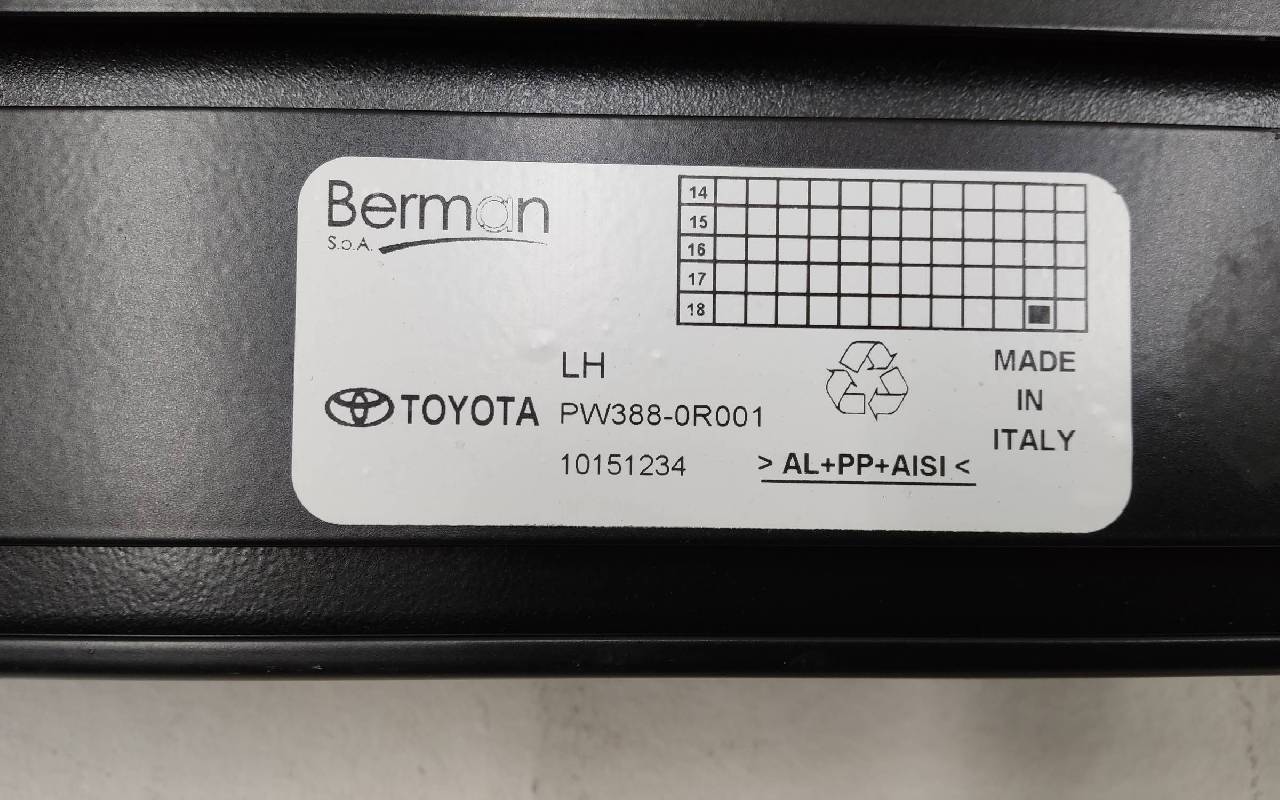 Berman
S.p.A.
14
15
16
17
18
LH
TOYOTA PW388-0R001
10151234
> AL+PP+AISI <
MADE
IN
ITALY